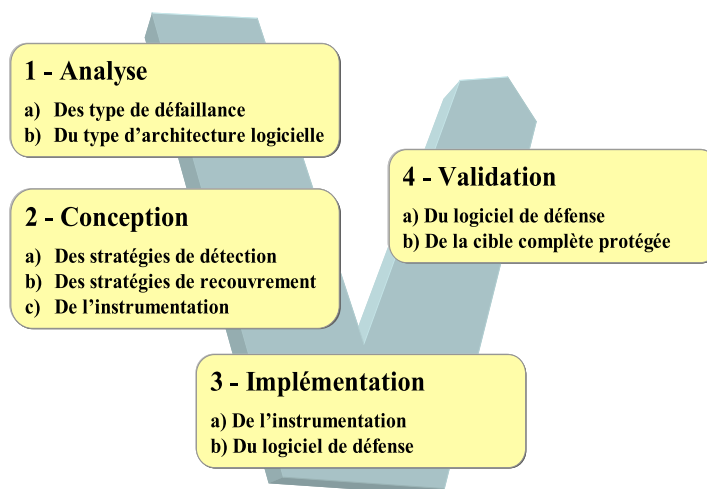 1 - Analyse
a) Des type de défaillance
b) Du type d'architecture logicielle
2 - Conception
a) Des stratégies de détection
b) Des stratégies de recouvrement
c) De l'instrumentation
3 - Implémentation
a) De l'instrumentation
b) Du logiciel de défense
4 - Validation
a) Du logiciel de défense
b) De la cible complète protégée